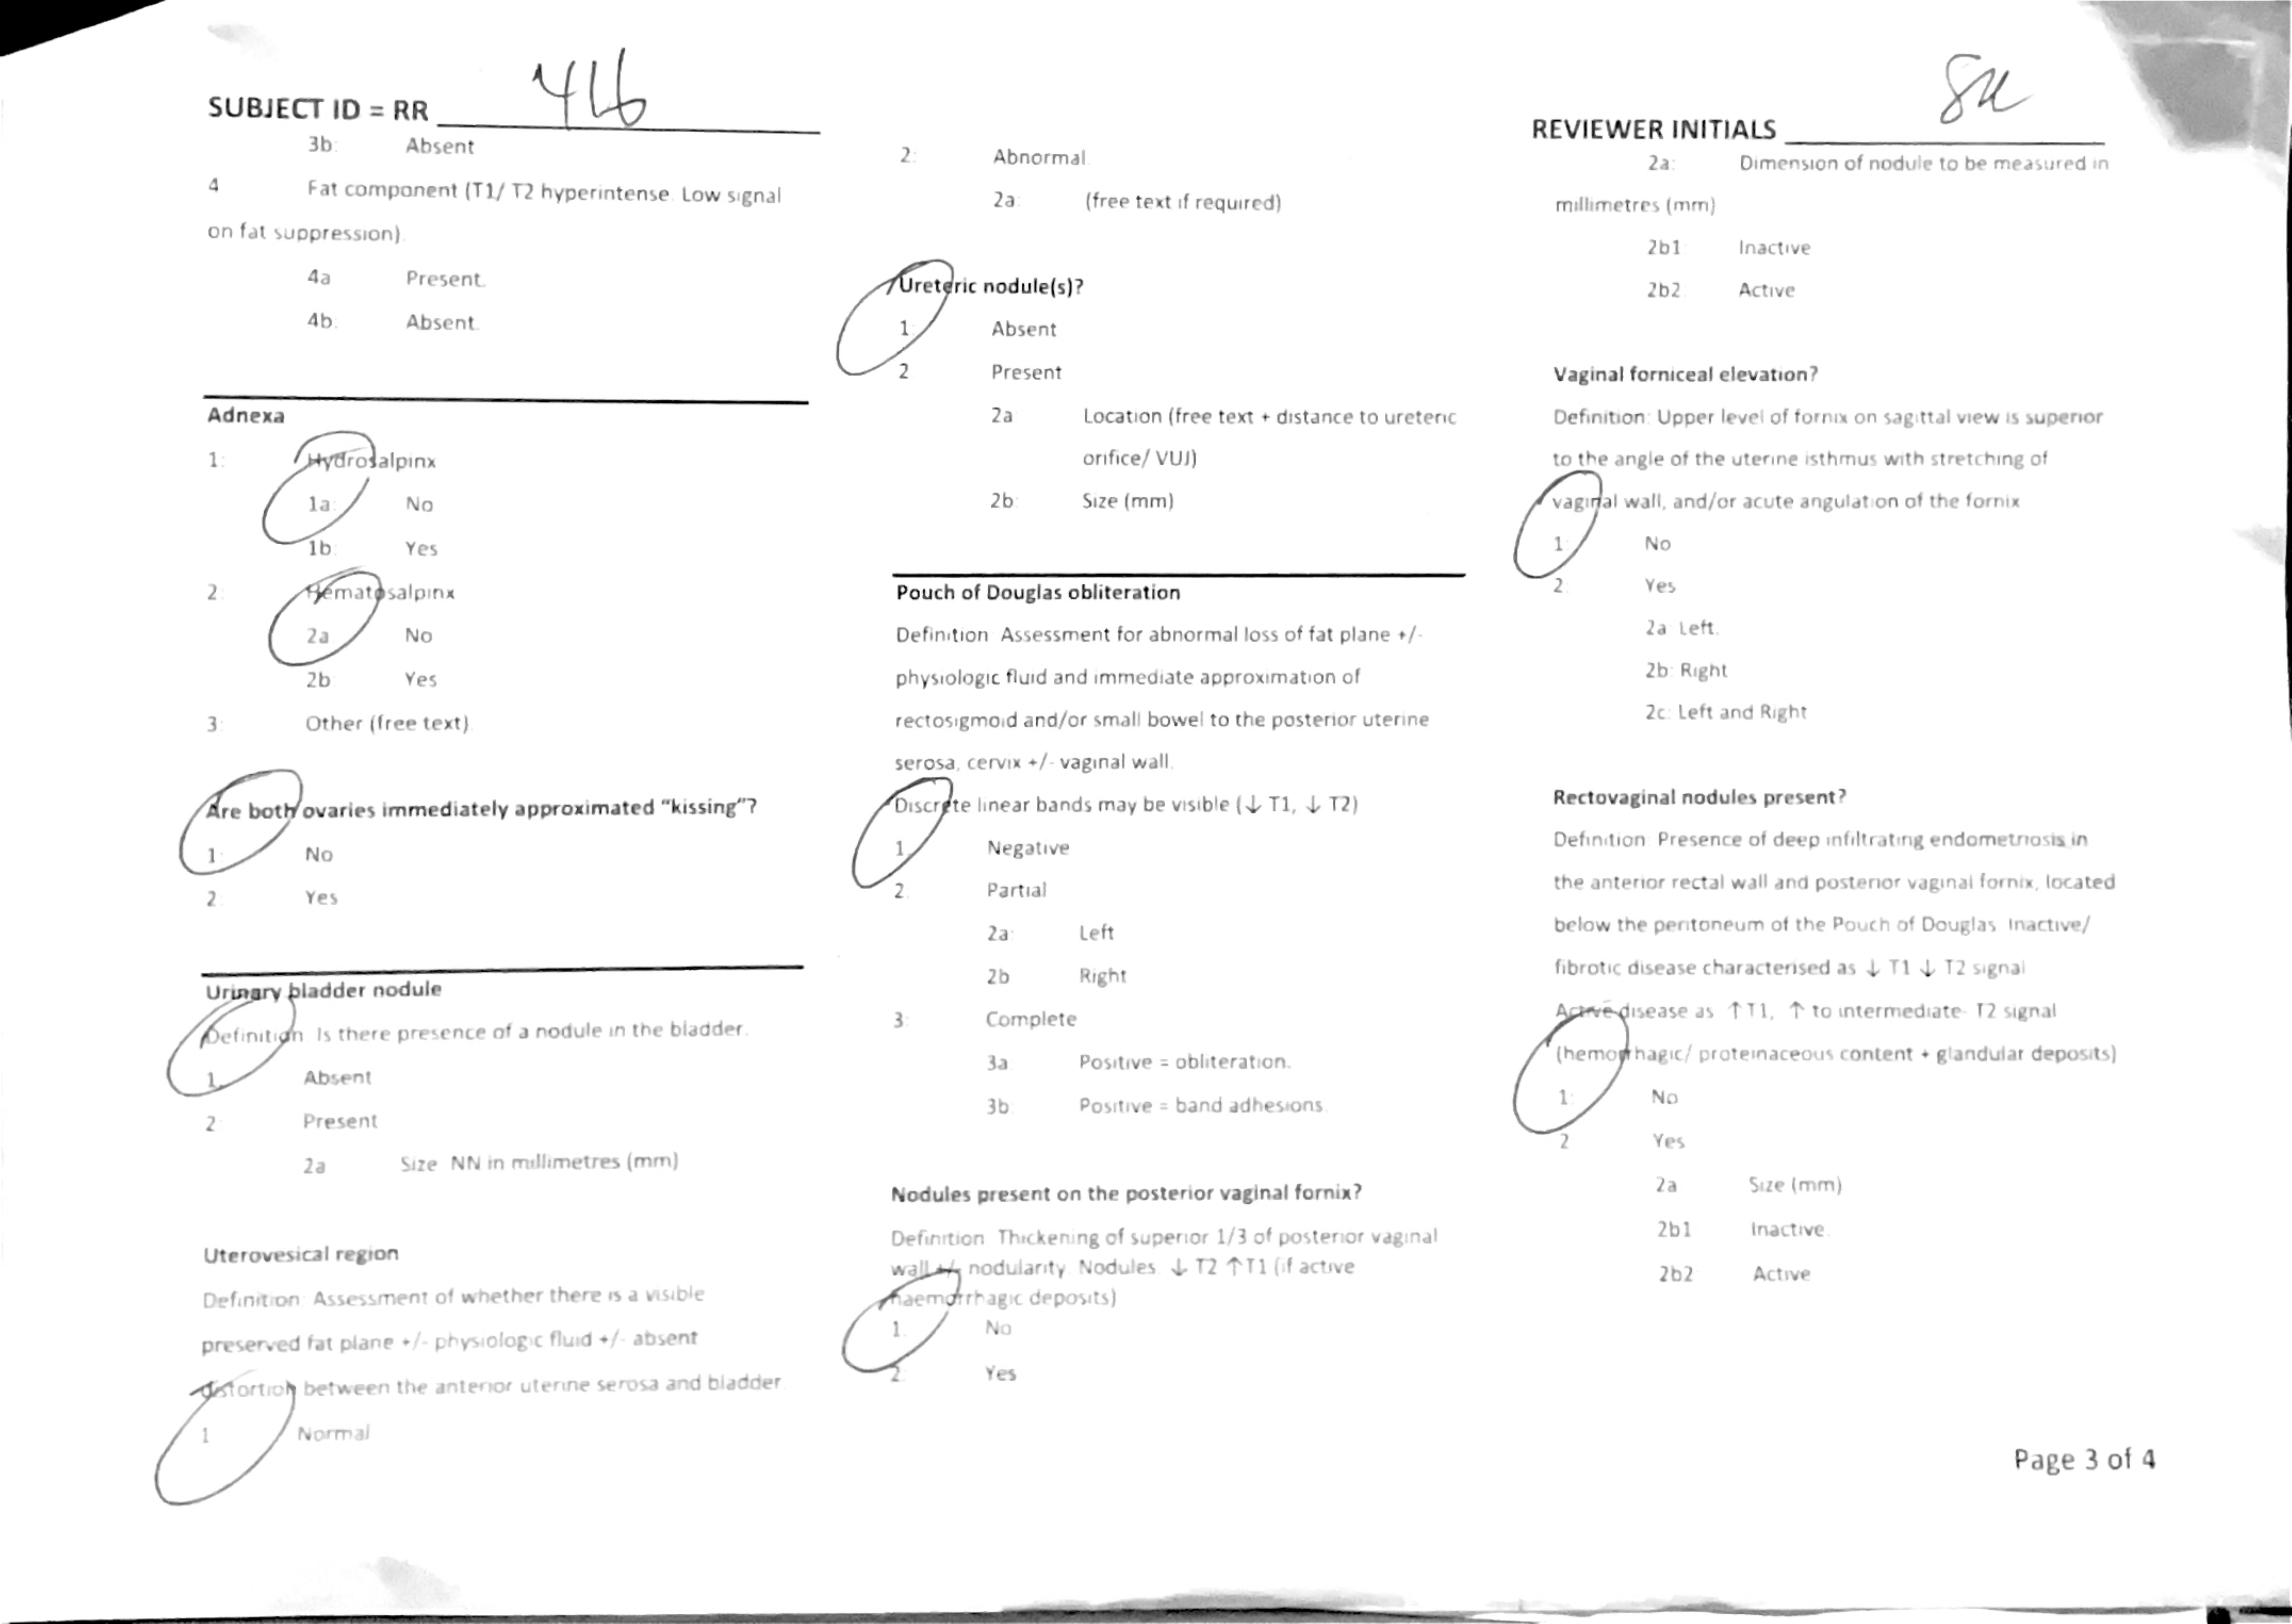 SUBJECT ID = RR 416
3b: Absent
4 Fat component (T1/ T2 hyperintense. Low signal
on fat suppression).
4a Present.
4b: Absent.
Adnexa
1: Hydrosalpinx
1a: No
1b: Yes
2: Hematosalpinx
2a No
2b Yes
3: Other (free text)
Are both ovaries immediately approximated “kissing”?
1: No
2 Yes
Urinary bladder nodule
Definition Is there presence of a nodule in the bladder.
1. Absent
2 Present
2a Size NN in millimetres (mm)
Uterovesical region
Definition: Assessment of whether there is a visible
preserved fat plane +/- physiologic fluid +/- absent
distortion between the anterior uterine serosa and bladder.
1 Normal
2: Abnormal.
2a: (free text if required)
Ureteric nodule(s)?
1: Absent
2 Present
2a Location (free text + distance to ureteric
orifice/ VUJ)
2b: Size (mm)
Pouch of Douglas obliteration
Definition Assessment for abnormal loss of fat plane +/-
physiologic fluid and immediate approximation of
rectosigmoid and/or small bowel to the posterior uterine
serosa, cervix +/- vaginal wall.
Discrete linear bands may be visible (↓ T1, ↓ T2)
1. Negative
2. Partial
2a: Left
2b Right
3: Complete
3a Positive = obliteration.
3b: Positive = band adhesions.
Nodules present on the posterior vaginal fornix?
Definition Thickening of superior 1/3 of posterior vaginal
wall +/- nodularity. Nodules ↓ T2 ↑T1 (if active
haemorrhagic deposits)
1. No
2: Yes
REVIEWER INITIALS
2a: Dimension of nodule to be measured in
millimetres (mm)
2b1 Inactive
2b2 Active
Vaginal forniceal elevation?
Definition: Upper level of fornix on sagittal view is superior
to the angle of the uterine isthmus with stretching of
vaginal wall, and/or acute angulation of the fornix
1: No
2. Yes
2a Left.
2b: Right
2c: Left and Right
Rectovaginal nodules present?
Definition Presence of deep infiltrating endometriosis in
the anterior rectal wall and posterior vaginal fornix, located
below the peritoneum of the Pouch of Douglas Inactive/
fibrotic disease characterised as ↓ T1 ↓ T2 signal
Active disease as ↑T1, ↑ to intermediate- T2 signal
(hemorrhagic/ proteinaceous content + glandular deposits)
1: No
2 Yes
2a Size (mm)
2b1 Inactive.
2b2 Active
Page 3 of 4